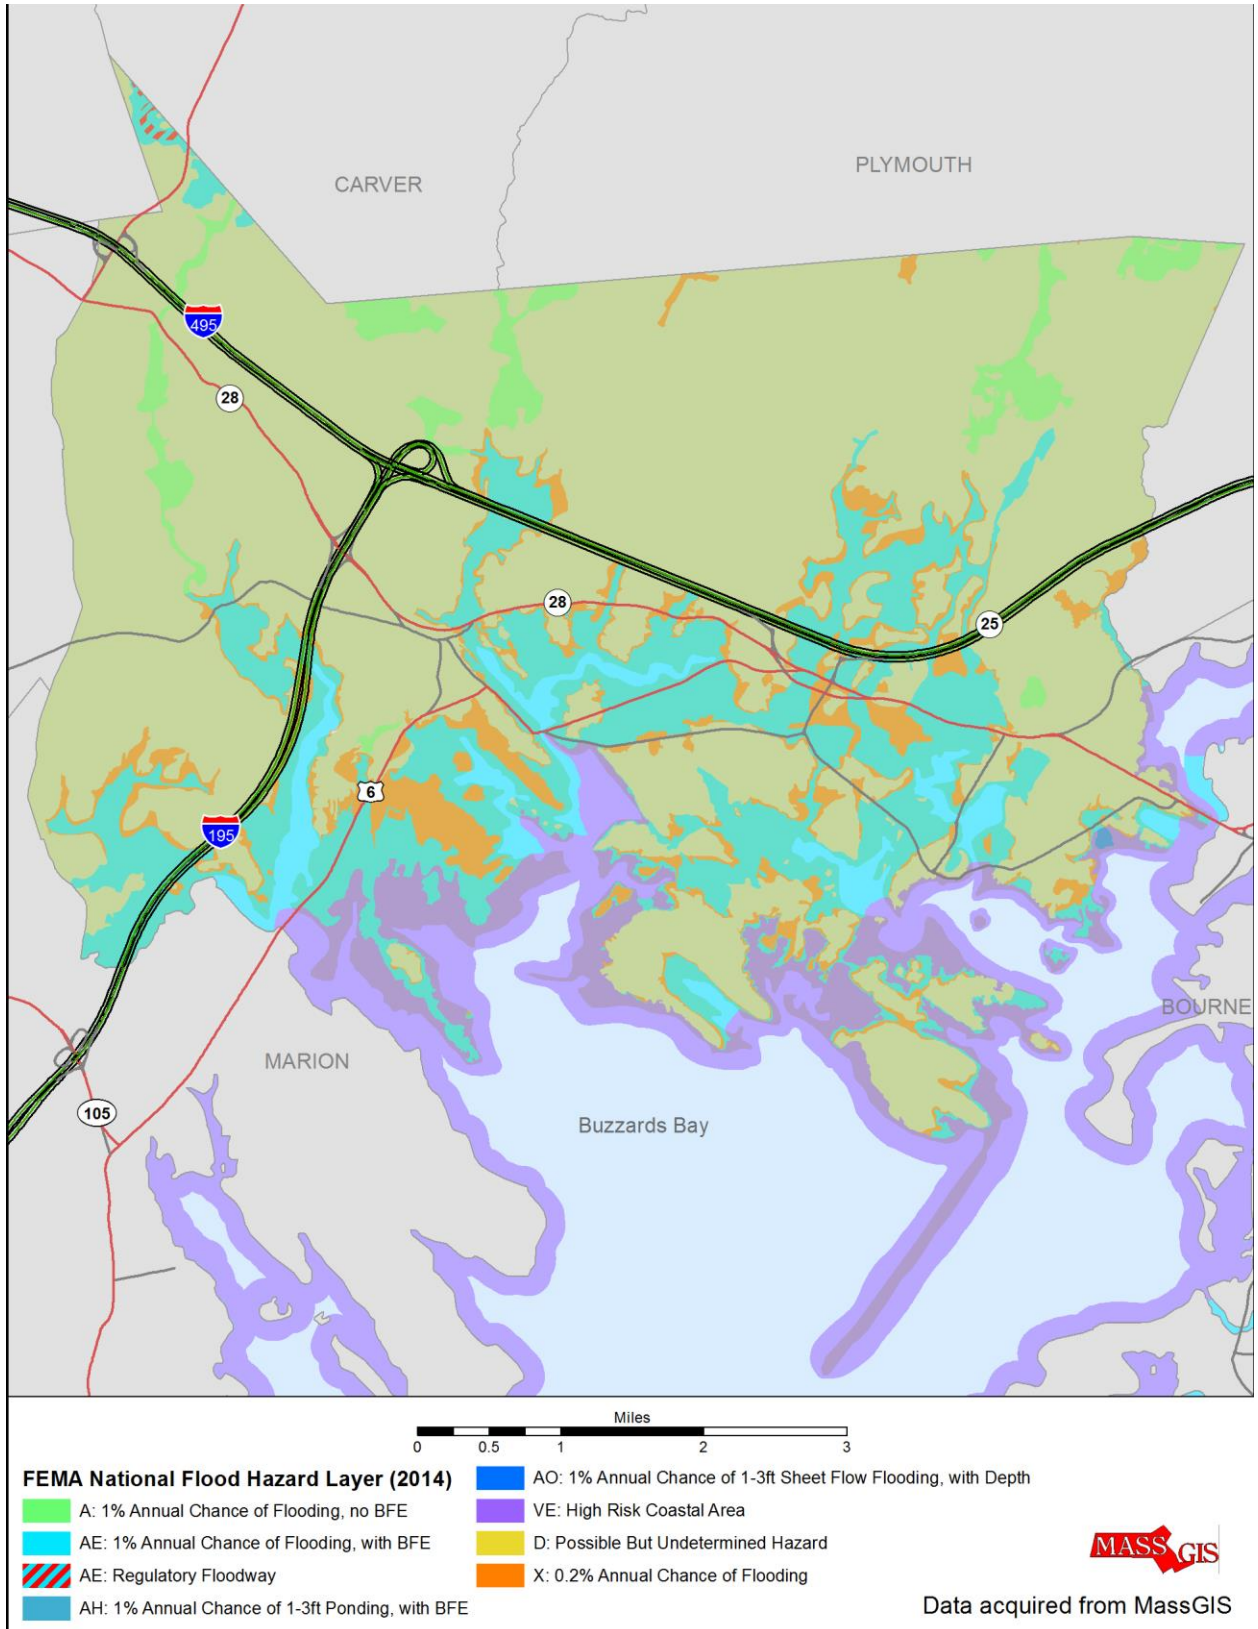 PLYMOUTH
CARVER
495
28
28
25
6
195
BOURNE
MARION
105
Buzzards Bay
Miles
0 0.5 1 2 3
FEMA National Flood Hazard Layer (2014)
A: 1% Annual Chance of Flooding, no BFE
AE: 1% Annual Chance of Flooding, with BFE
AE: Regulatory Floodway
AH: 1% Annual Chance of 1-3ft Ponding, with BFE
AO: 1% Annual Chance of 1-3ft Sheet Flow Flooding, with Depth
VE: High Risk Coastal Area
D: Possible But Undetermined Hazard
X: 0.2% Annual Chance of Flooding
MASS GIS
Data acquired from MassGIS